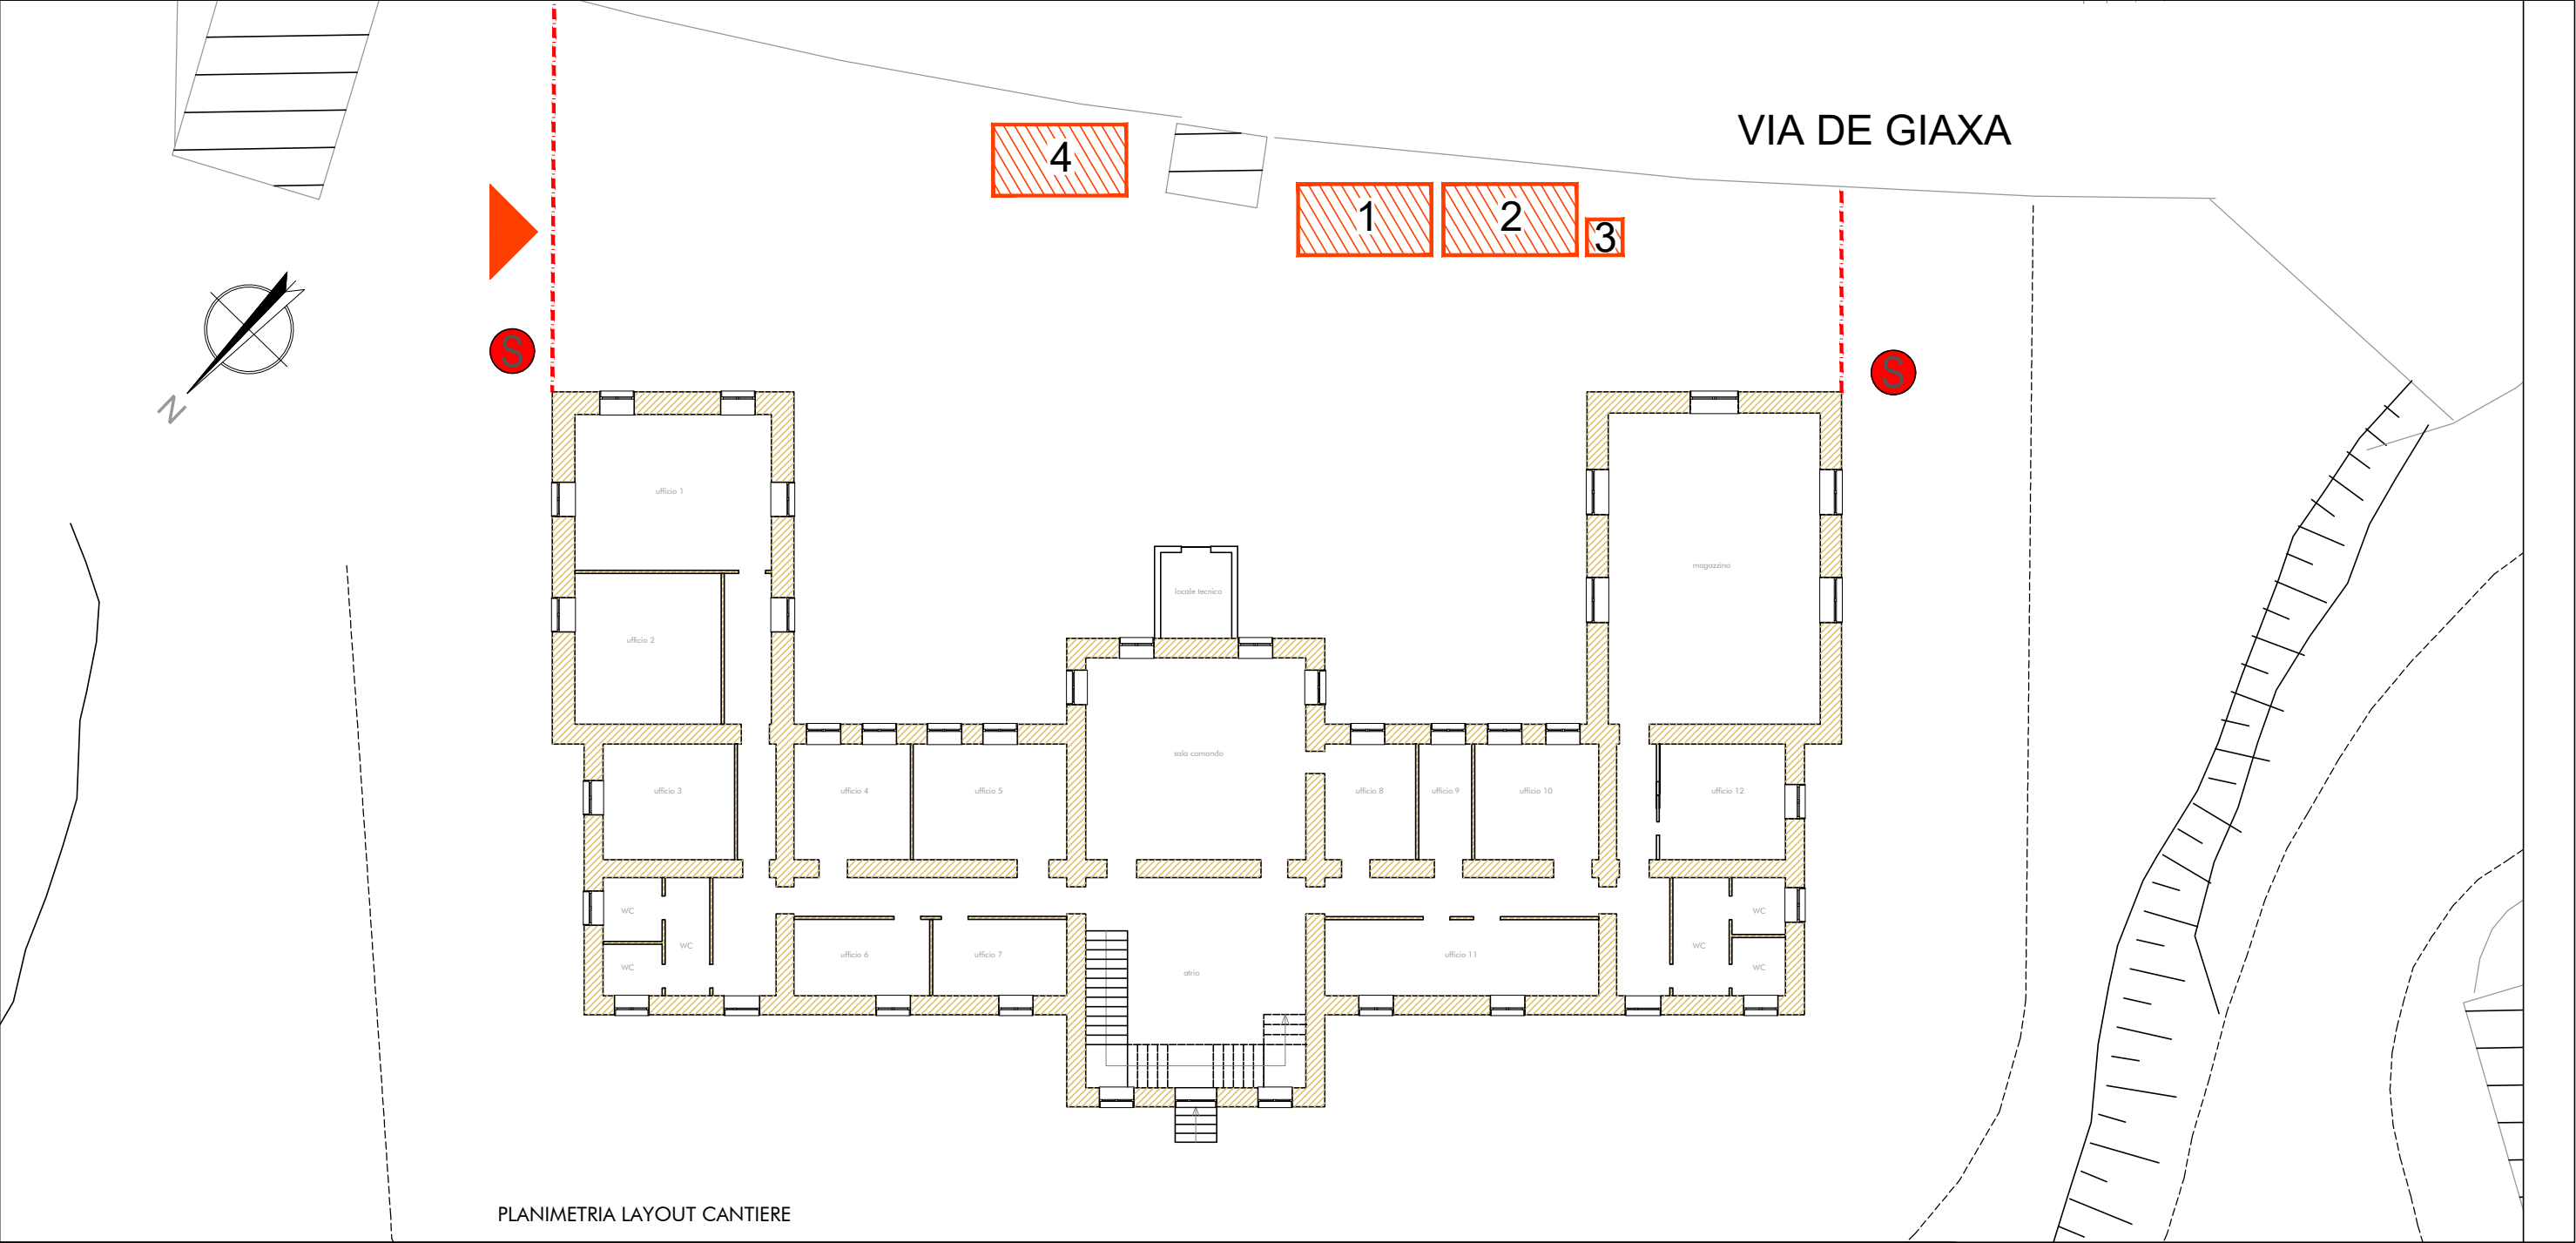 VIA DE GIAXA
4
1
2
3
S
S
N
ufficio 1
magazzino
locale tecnico
ufficio 2
sala comando
ufficio 3
ufficio 4
ufficio 5
ufficio 8
ufficio 9
ufficio 10
ufficio 12
WC
WC
WC
WC
WC
WC
ufficio 6
ufficio 7
ufficio 11
atrio
PLANIMETRIA LAYOUT CANTIERE